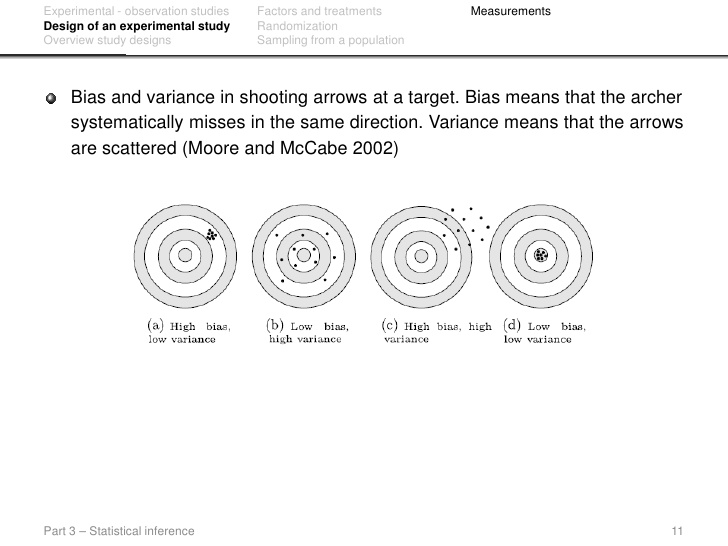 Experimental - observation studies
Design of an experimental study
Overview study designs
Factors and treatments
Randomization
Sampling from a population
Measurements
Bias and variance in shooting arrows at a target. Bias means that the archer
systematically misses in the same direction. Variance means that the arrows
are scattered (Moore and McCabe 2002)
(a) High bias,
low variance
(b) Low bias,
high variance
(c) High bias, high
variance
(d) Low bias,
low variance
Part 3 – Statistical inference
11